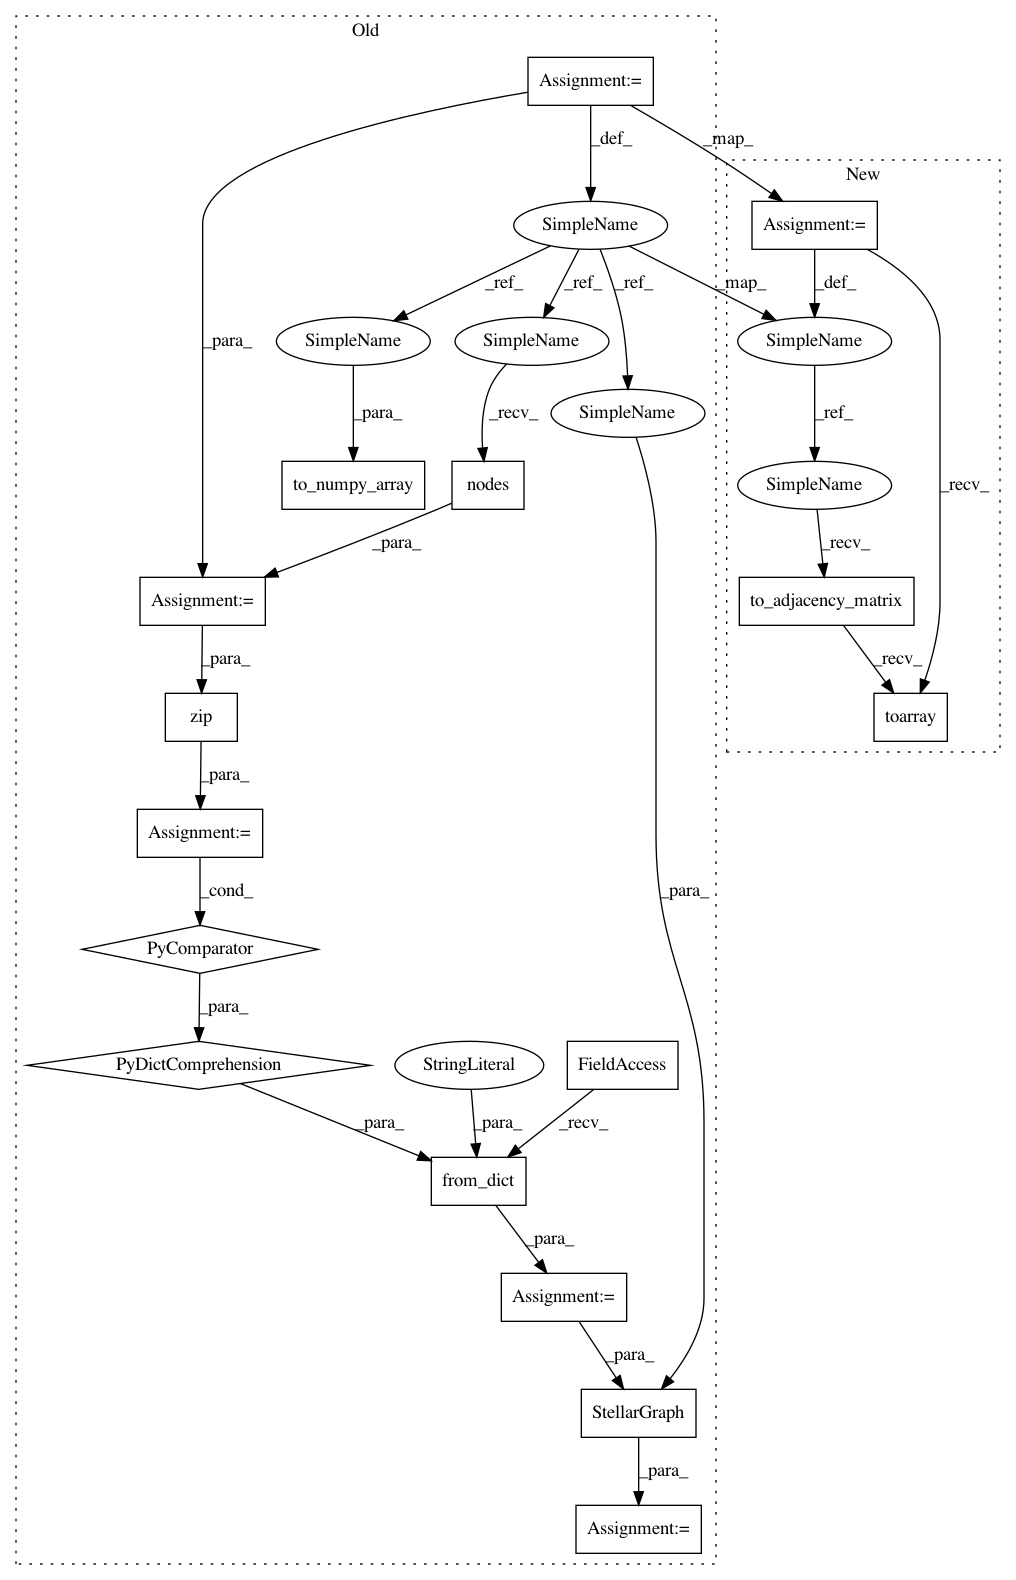 Old
Assignment:=
_def_
_map_
New
SimpleName
Assignment:=
_ref_
_ref_
_ref_
_map_
_def_
_para_
SimpleName
SimpleName
SimpleName
SimpleName
_para_
_recv_
_ref_
to_numpy_array
nodes
SimpleName
_recv_
_para_
_recv_
Assignment:=
to_adjacency_matrix
_para_
_recv_
zip
toarray
_para_
Assignment:=
_cond_
_para_
PyComparator
_para_
PyDictComprehension
StringLiteral
FieldAccess
_para_
_para_
_recv_
from_dict
_para_
Assignment:=
_para_
StellarGraph
_para_
Assignment:=